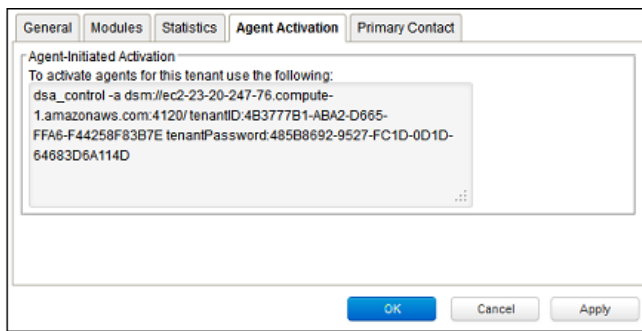 General Modules Statistics Agent Activation Primary Contact
Agent-Initiated Activation
To activate agents for this tenant use the following:
dsa_control -a dsm://ec2-23-20-247-76.compute-
1.amazonaws.com:4120/ tenantID:4B3777B1-ABA2-D665-
FFA6-F44258F83B7E tenantPassword:485B8692-9527-FC1D-0D1D-
64683D6A114D
OK Cancel Apply